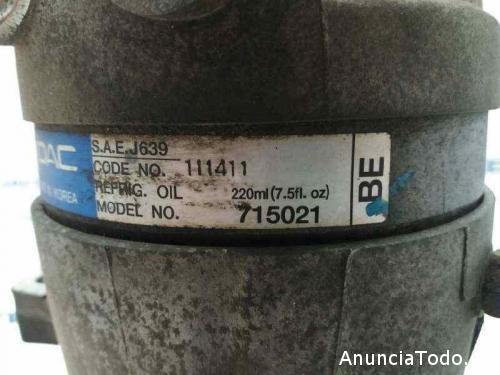 DAC
KOREA
S.A.E.J639
CODE NO. 111411
REFRIG. OIL 220ml(7.5fl. oz)
MODEL NO. 715021
BE
AnunciaTodo.